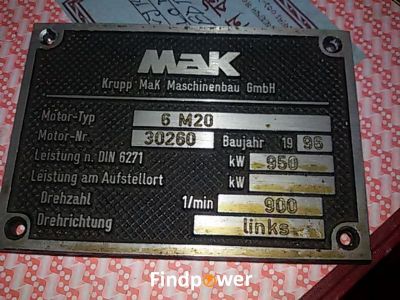 MaK
Krupp MaK Maschinenbau GmbH
Motor-Typ 6 M20
Motor-Nr. 30260 Baujahr 19 96
Leistung n. DIN 6271 kW 950
Leistung am Aufstellort kW
Drehzahl 1/min 900
Drehrichtung links
Findpower